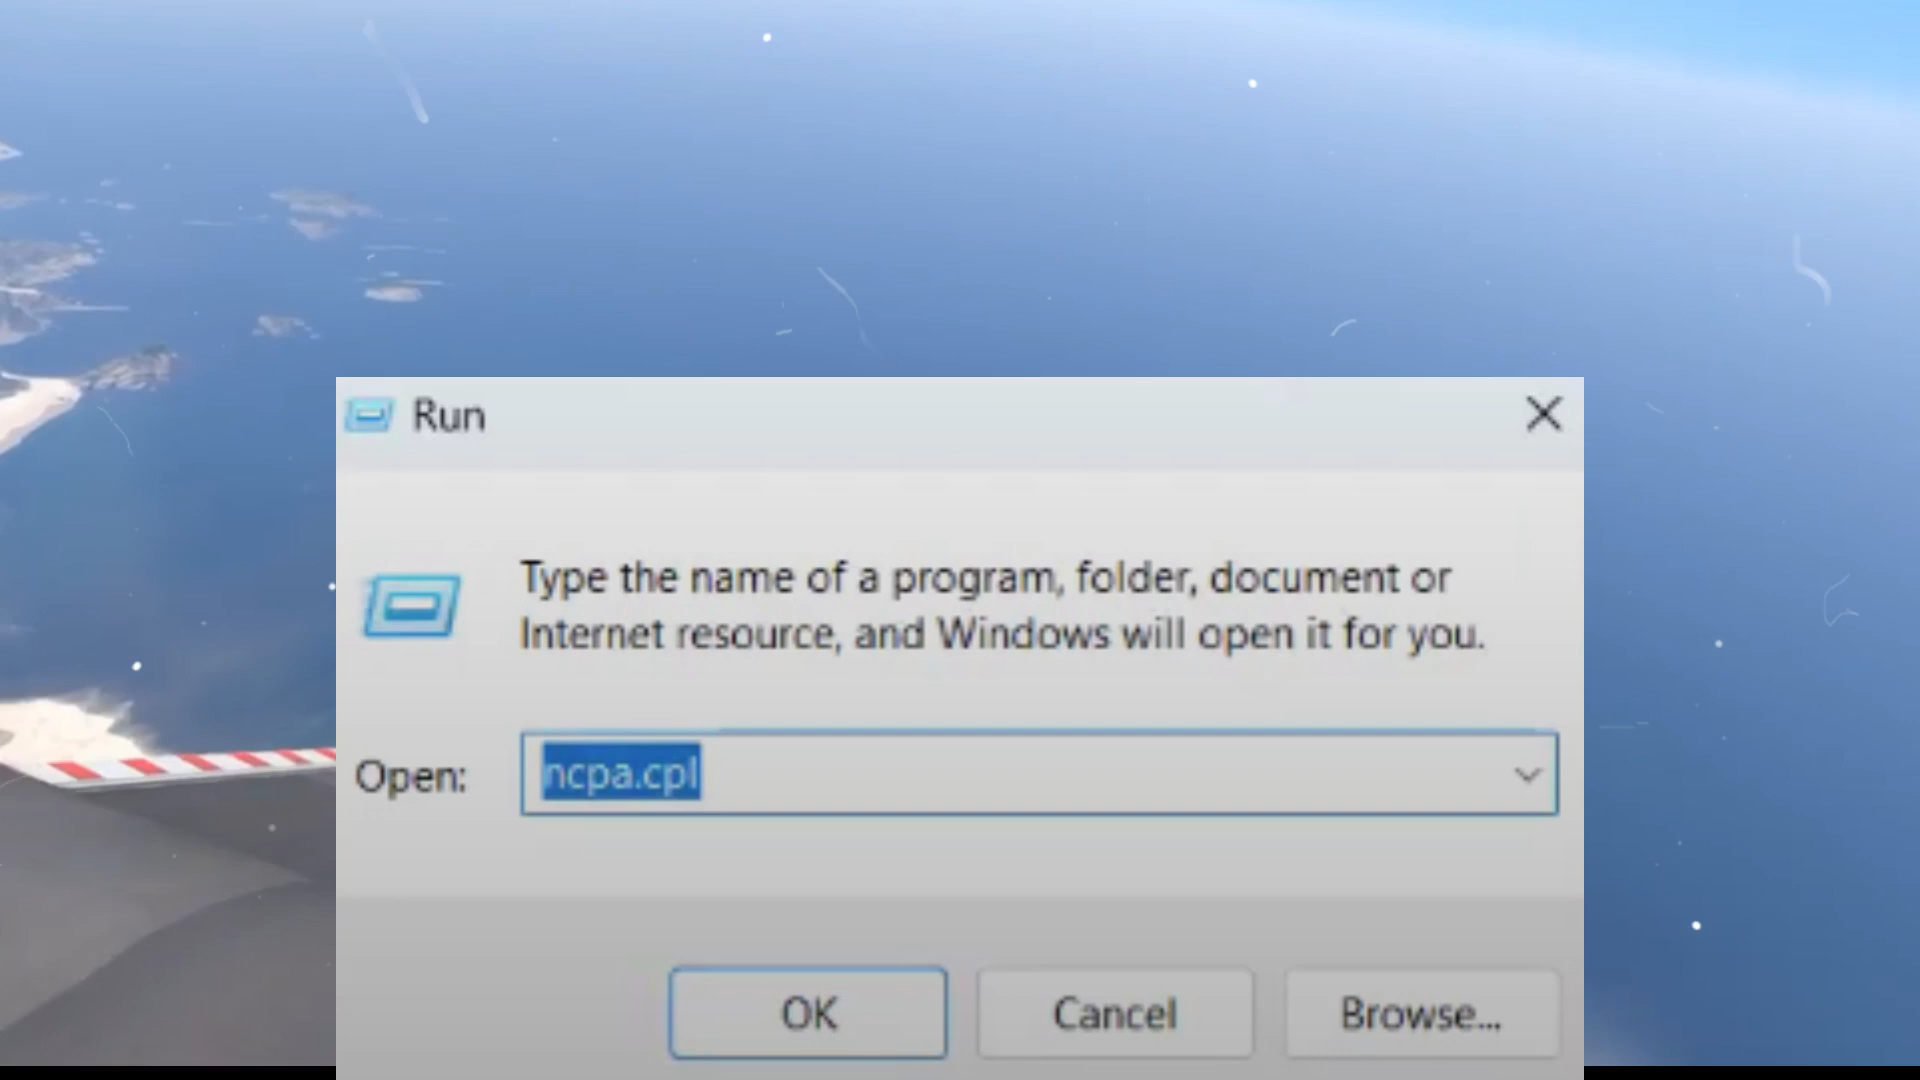 Run
Type the name of a program, folder, document or
Internet resource, and Windows will open it for you.
Open:
ncpa.cpl
OK
Cancel
Browse...